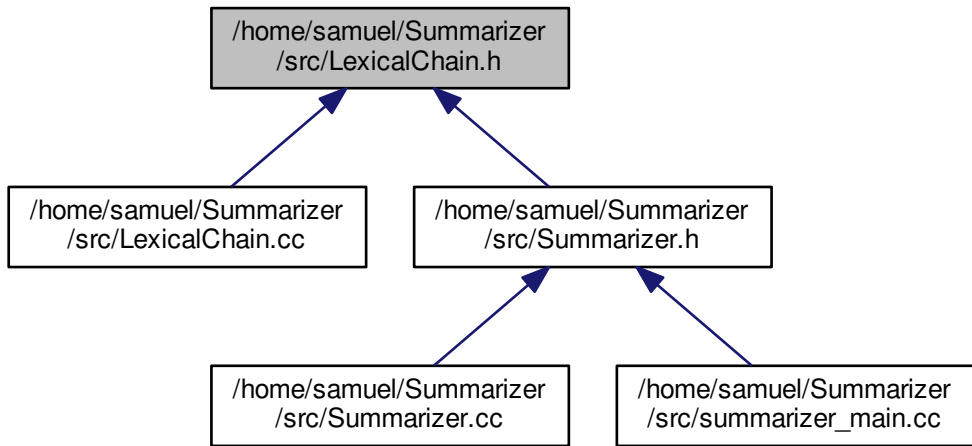 /home/samuel/Summarizer
/src/LexicalChain.h
/home/samuel/Summarizer
/src/LexicalChain.cc
/home/samuel/Summarizer
/src/Summarizer.h
/home/samuel/Summarizer
/src/Summarizer.cc
/home/samuel/Summarizer
/src/summarizer_main.cc